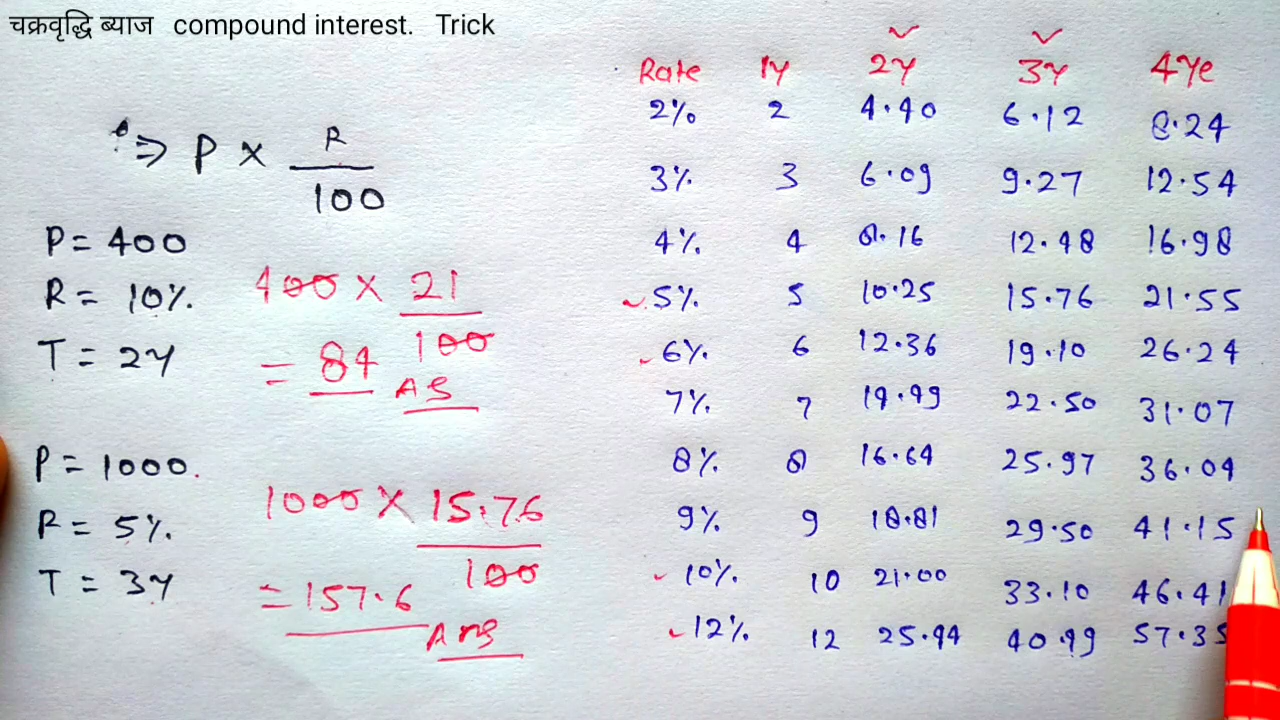 चक्रवृद्धि ब्याज compound interest. Trick
⇒ P × R/100
P = 400
R = 10%.
T = 2Y
400 × 21/100
= 84 AS
P = 1000.
R = 5%.
T = 3Y
1000 × 15.76/100
= 157.6 Ans
Rate 1Y 2Y 3Y 4Ye
2% 2 4.40 6.12 8.24
3% 3 6.09 9.27 12.54
4% 4 8.16 12.48 16.98
5% 5 10.25 15.76 21.55
6% 6 12.36 19.10 26.24
7% 7 14.49 22.50 31.07
8% 8 16.64 25.97 36.04
9% 9 18.81 29.50 41.15
10% 10 21.00 33.10 46.41
12% 12 25.44 40.49 57.35